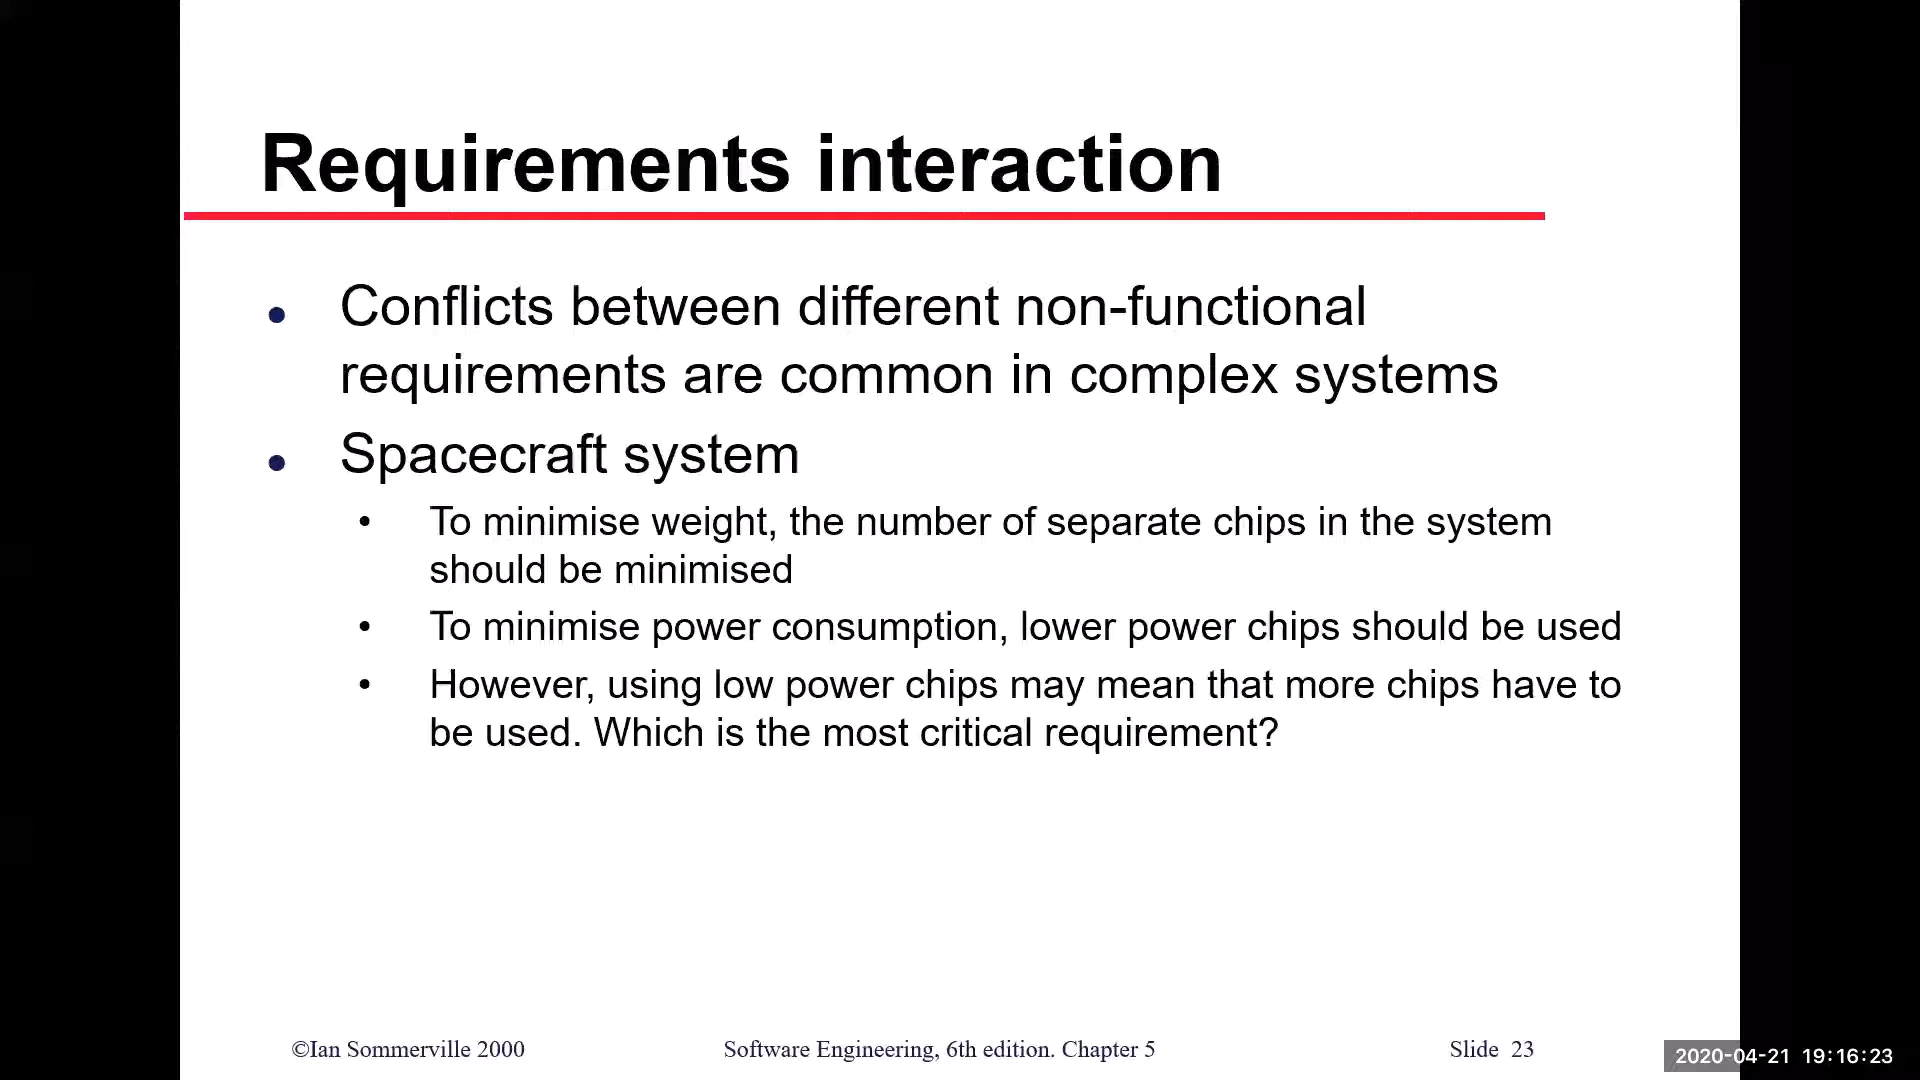 Requirements interaction
● Conflicts between different non-functional
requirements are common in complex systems
● Spacecraft system
• To minimise weight, the number of separate chips in the system
should be minimised
• To minimise power consumption, lower power chips should be used
• However, using low power chips may mean that more chips have to
be used. Which is the most critical requirement?
©Ian Sommerville 2000 Software Engineering, 6th edition. Chapter 5 Slide 23
2020-04-21 19:16:23